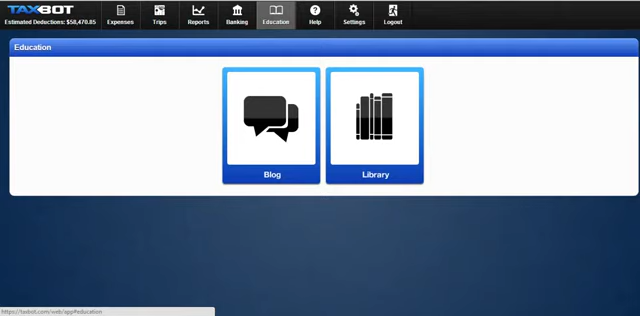 TAXBOT
Estimated Deductions: $58,470.85
Expenses
Trips
Reports
Banking
Education
Help
Settings
Logout
Education
Blog
Library
https://taxbot.com/web/app#education